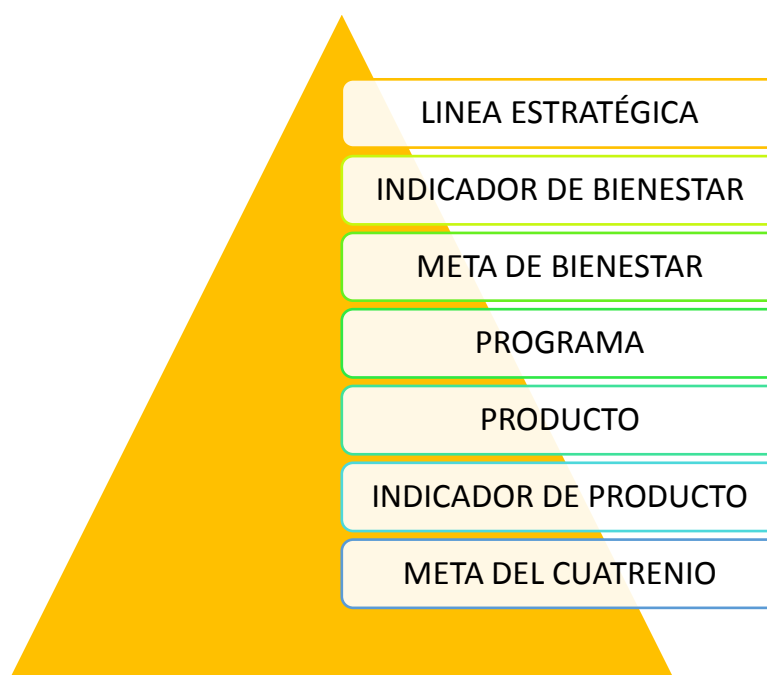 LINEA ESTRATÉGICA
INDICADOR DE BIENESTAR
META DE BIENESTAR
PROGRAMA
PRODUCTO
INDICADOR DE PRODUCTO
META DEL CUATRENIO